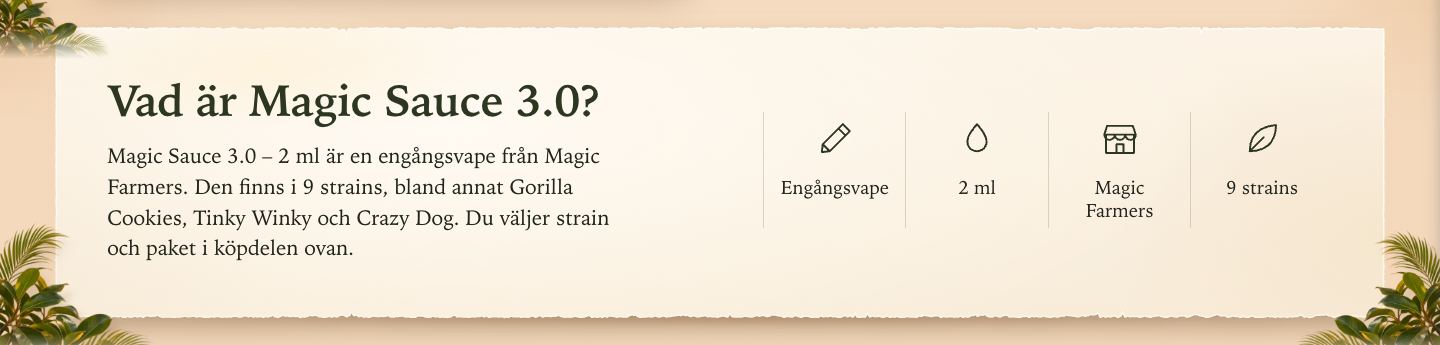 Vad är Magic Sauce 3.0?
Magic Sauce 3.0 – 2 ml är en engångsvape från Magic
Farmers. Den finns i 9 strains, bland annat Gorilla
Cookies, Tinky Winky och Crazy Dog. Du väljer strain
och paket i köpdelen ovan.
Engångsvape
2 ml
Magic
Farmers
9 strains